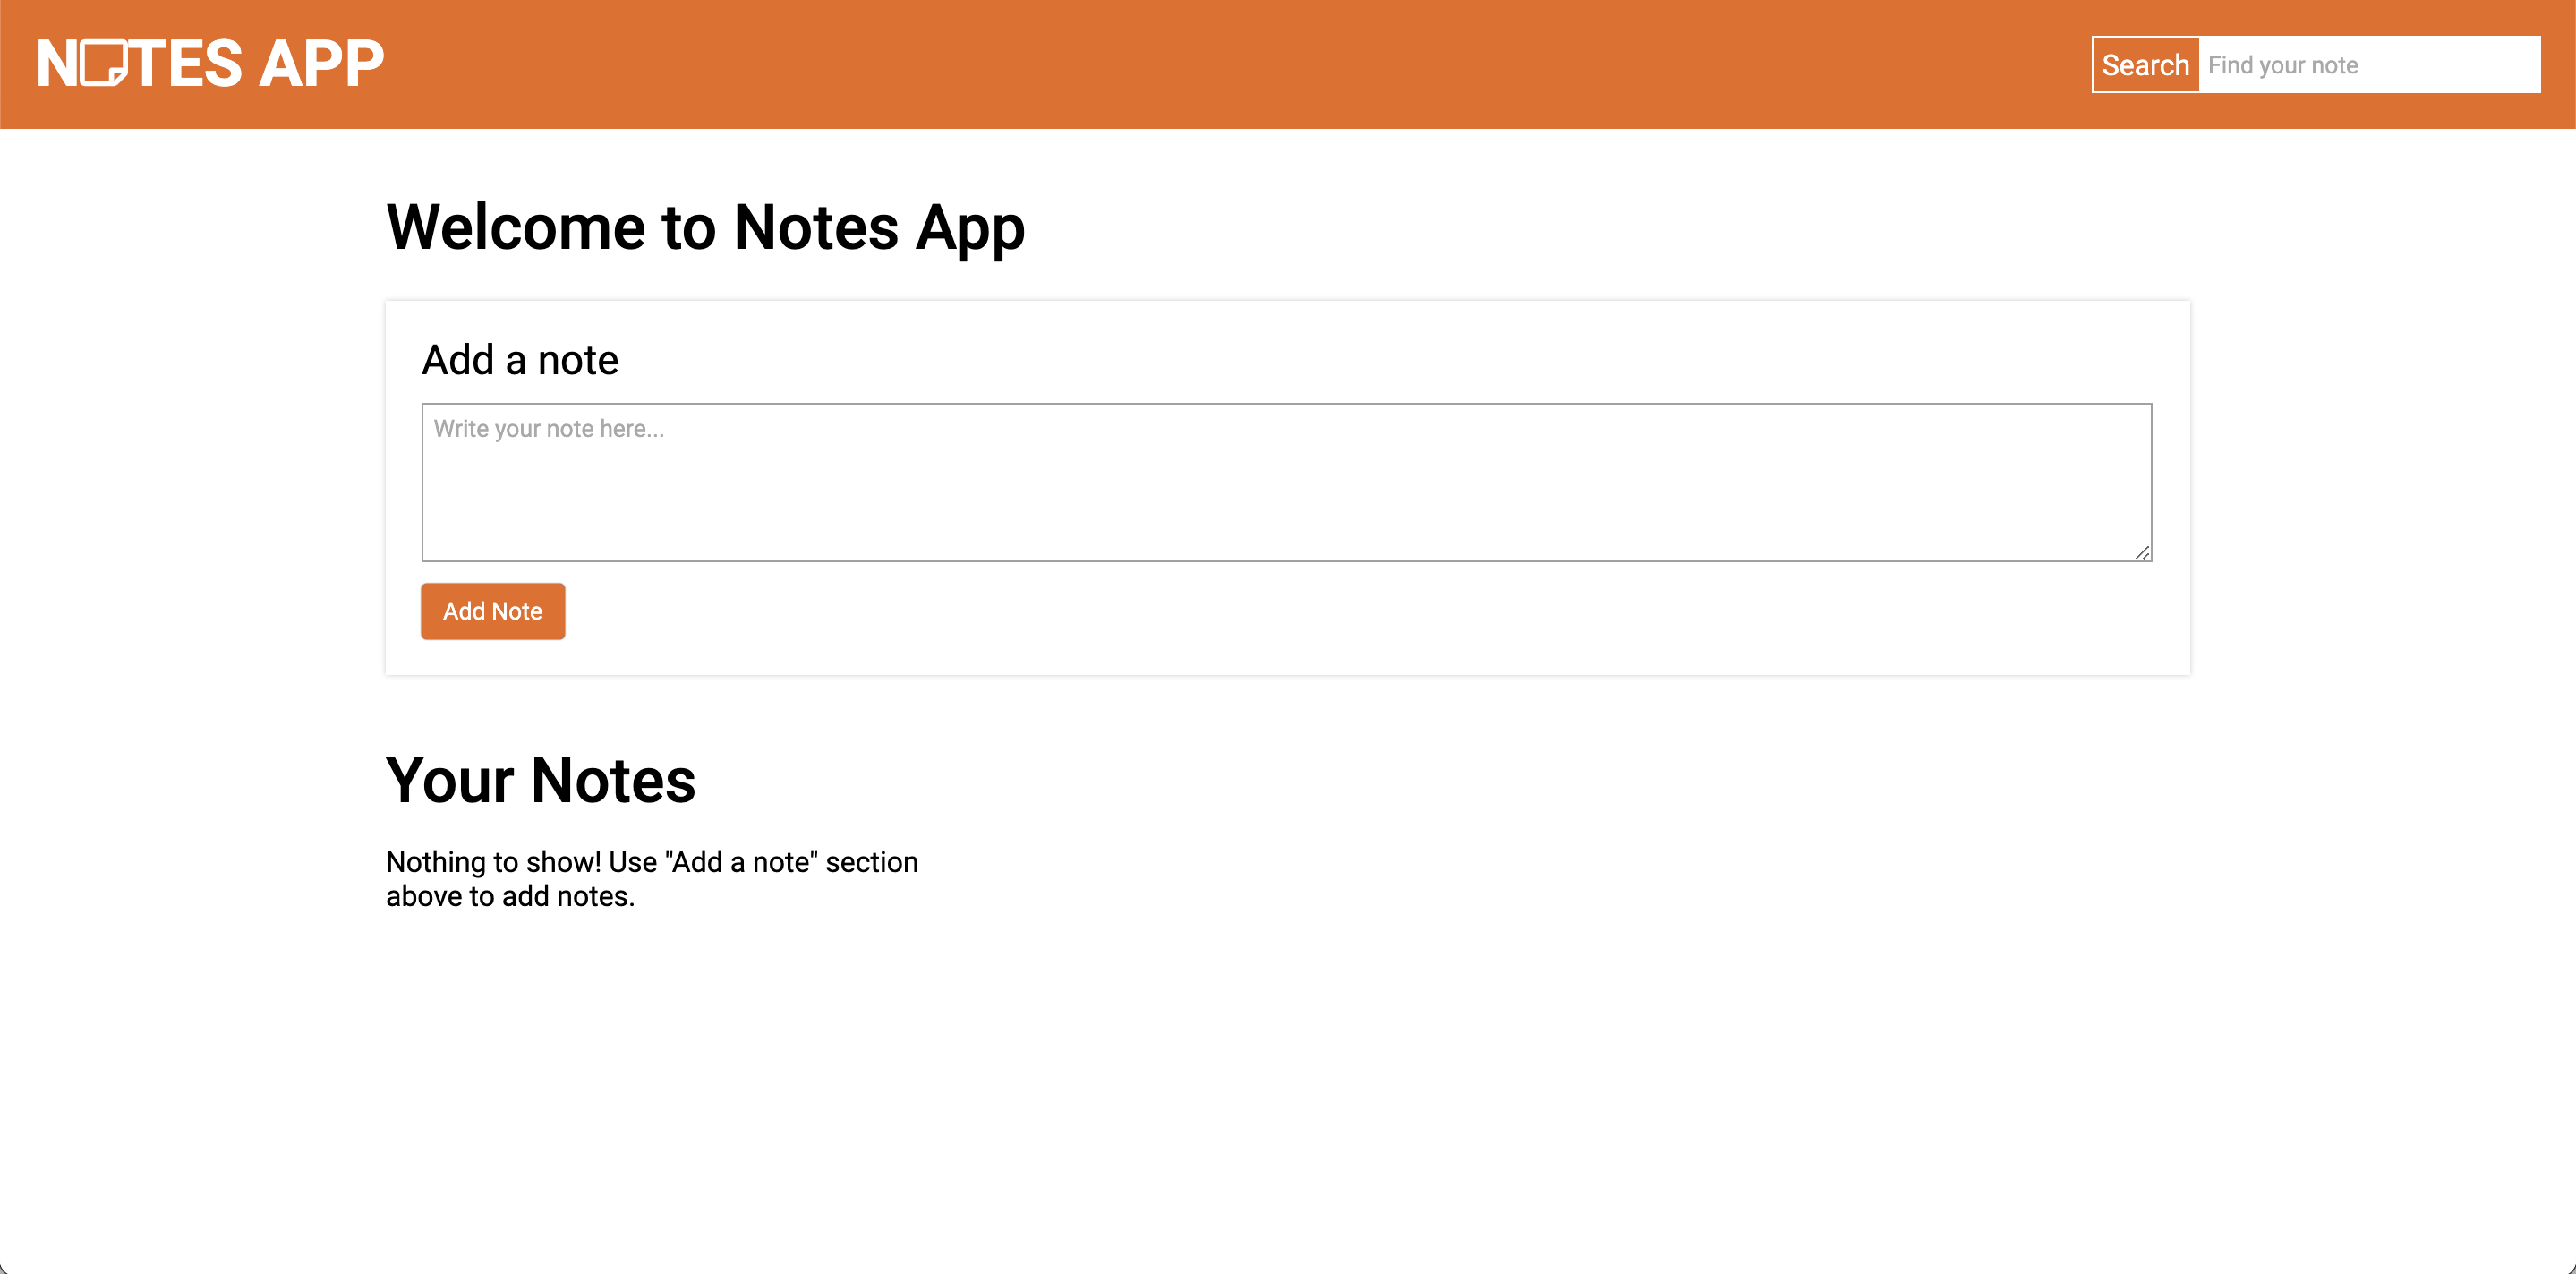 NOTES APP
Search Find your note
Welcome to Notes App
Add a note
Write your note here...
Add Note
Your Notes
Nothing to show! Use "Add a note" section
above to add notes.